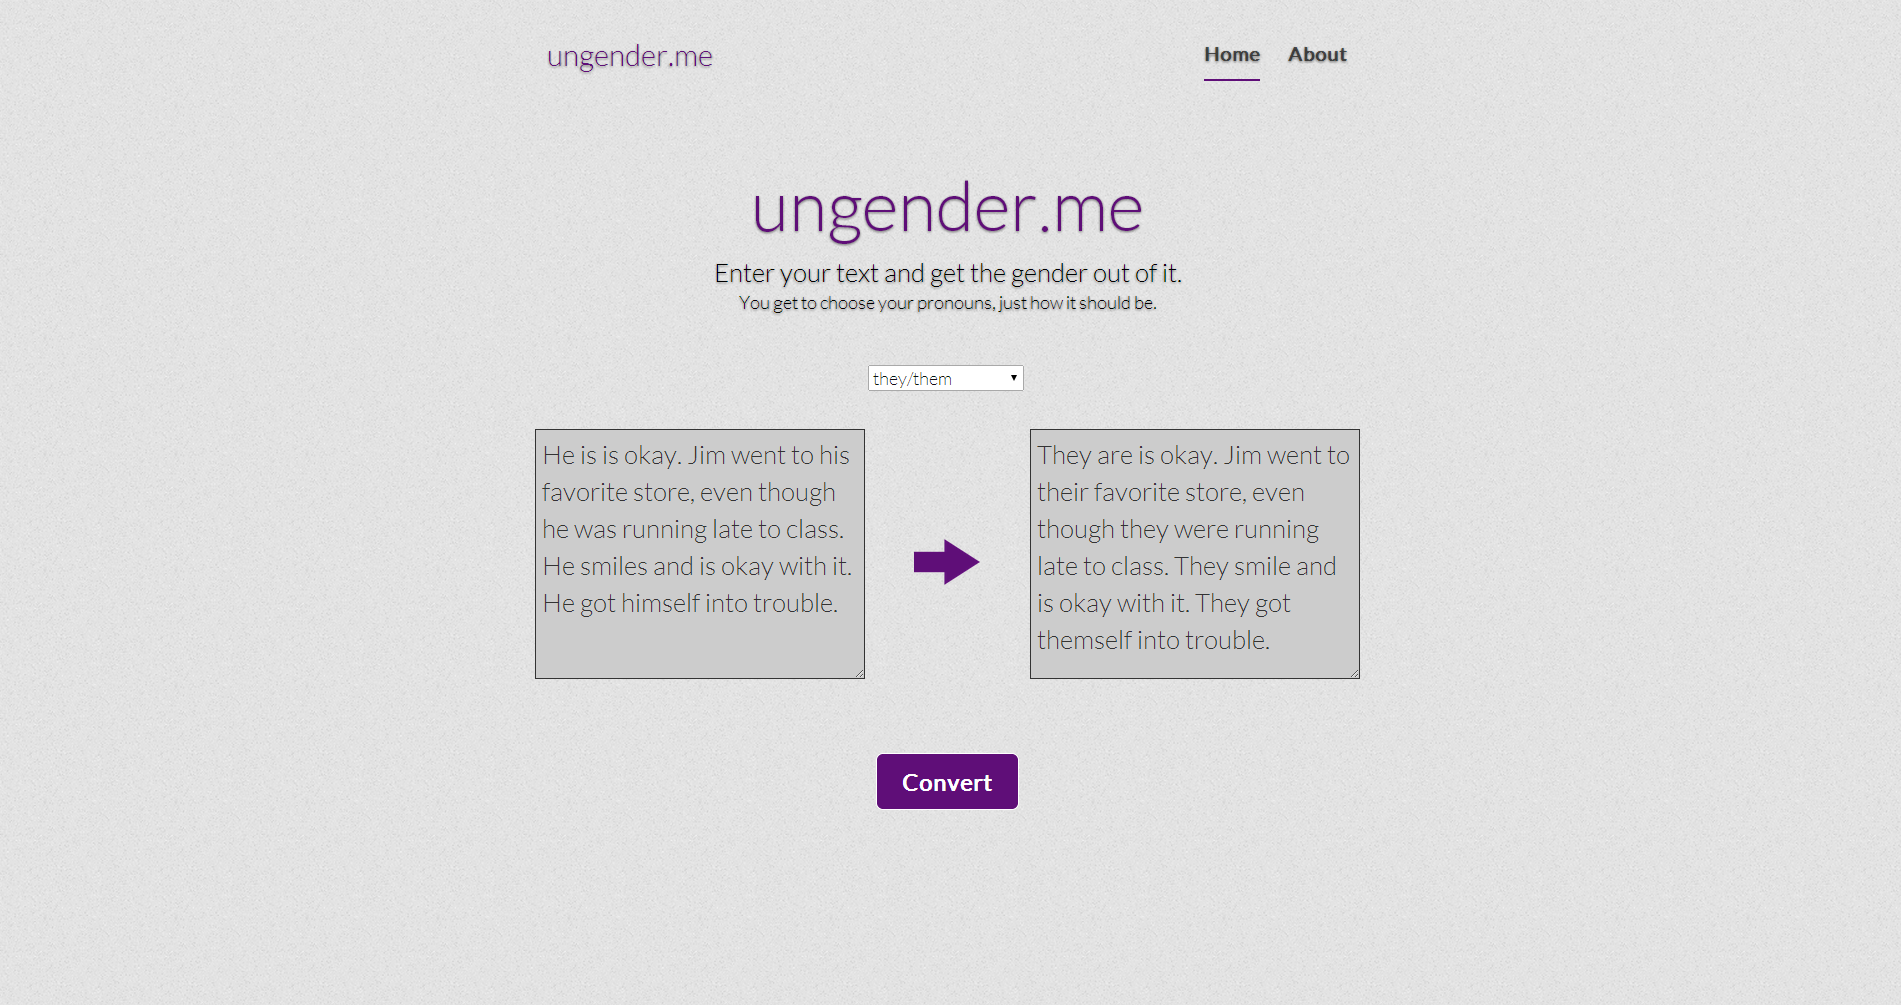 ungender.me
Home About
ungender.me
Enter your text and get the gender out of it.
You get to choose your pronouns, just how it should be.
they/them
He is is okay. Jim went to his
favorite store, even though
he was running late to class.
He smiles and is okay with it.
He got himself into trouble.
They are is okay. Jim went to
their favorite store, even
though they were running
late to class. They smile and
is okay with it. They got
themself into trouble.
Convert